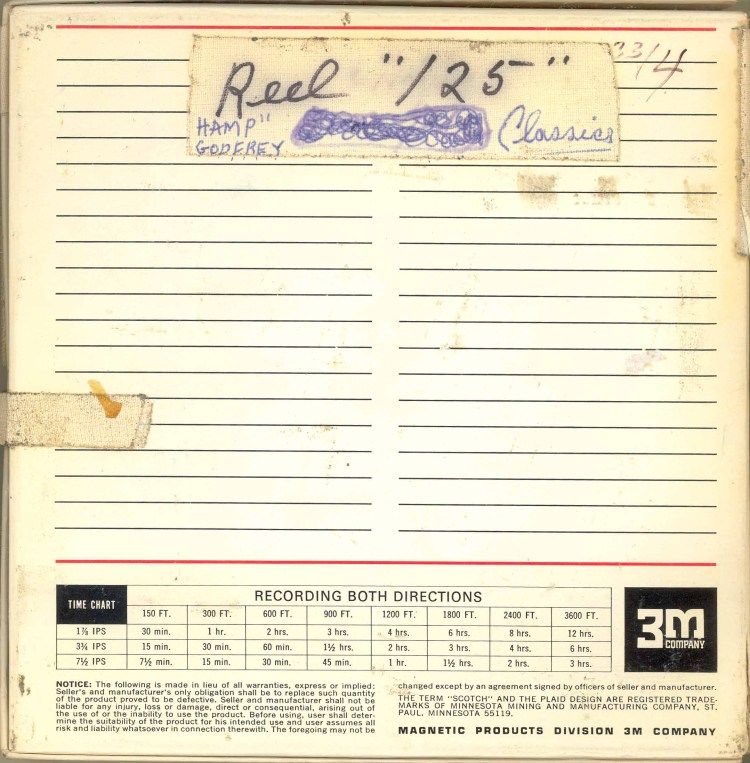 33/4
Reel "125"
HAMP"
GODFREY
Classics
TIME CHART
RECORDING BOTH DIRECTIONS
150 FT. 300 FT. 600 FT. 900 FT. 1200 FT. 1800 FT. 2400 FT. 3600 FT.
1⅞ IPS 30 min. 1 hr. 2 hrs. 3 hrs. 4 hrs. 6 hrs. 8 hrs. 12 hrs.
3¾ IPS 15 min. 30 min. 60 min. 1½ hrs. 2 hrs. 3 hrs. 4 hrs. 6 hrs.
7½ IPS 7½ min. 15 min. 30 min. 45 min. 1 hr. 1½ hrs. 2 hrs. 3 hrs.
3M
COMPANY
NOTICE: The following is made in lieu of all warranties, express or implied:
Seller's and manufacturer's only obligation shall be to replace such quantity
of the product proved to be defective. Seller and manufacturer shall not be
liable for any injury, loss or damage, direct or consequential, arising out of
the use of or the inability to use the product. Before using, user shall deter-
mine the suitability of the product for his intended use and user assumes all
risk and liability whatsoever in connection therewith. The foregoing may not be
changed except by an agreement signed by officers of seller and manufacturer.
THE TERM "SCOTCH" AND THE PLAID DESIGN ARE REGISTERED TRADE-
MARKS OF MINNESOTA MINING AND MANUFACTURING COMPANY, ST.
PAUL, MINNESOTA 55119.
MAGNETIC PRODUCTS DIVISION 3M COMPANY